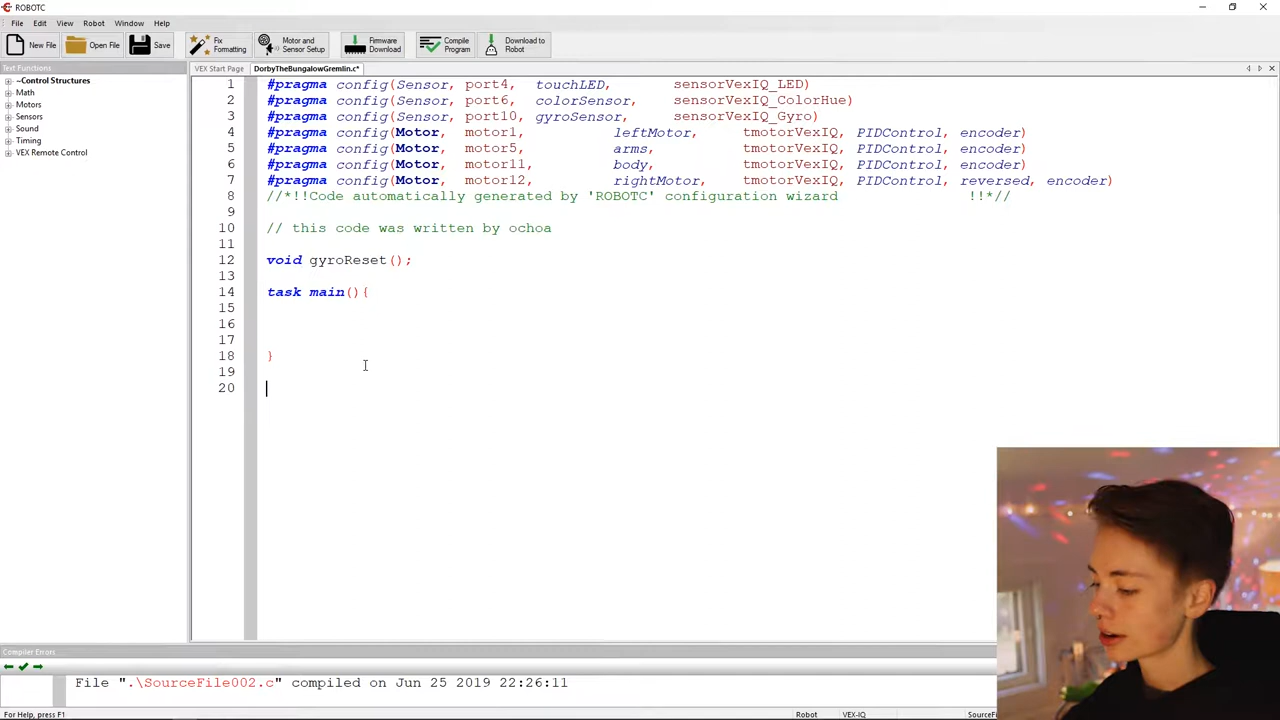 ROBOTC
File Edit View Robot Window Help
New File Open File Save Fix Formatting Motor and Sensor Setup Firmware Download Compile Program Download to Robot
Text Functions
~Control Structures
Math
Motors
Sensors
Sound
Timing
VEX Remote Control
VEX Start Page DorbyTheBungalowGremlin.c*
1 #pragma config(Sensor, port4, touchLED, sensorVexIQ_LED)
2 #pragma config(Sensor, port6, colorSensor, sensorVexIQ_ColorHue)
3 #pragma config(Sensor, port10, gyroSensor, sensorVexIQ_Gyro)
4 #pragma config(Motor, motor1, leftMotor, tmotorVexIQ, PIDControl, encoder)
5 #pragma config(Motor, motor5, arms, tmotorVexIQ, PIDControl, encoder)
6 #pragma config(Motor, motor11, body, tmotorVexIQ, PIDControl, encoder)
7 #pragma config(Motor, motor12, rightMotor, tmotorVexIQ, PIDControl, reversed, encoder)
8 //*!!Code automatically generated by 'ROBOTC' configuration wizard !!*//
9
10 // this code was written by ochoa
11
12 void gyroReset();
13
14 task main(){
15
16
17
18 }
19
20
Compiler Errors
File ".\SourceFile002.c" compiled on Jun 25 2019 22:26:11
For Help, press F1 Robot VEX-IQ